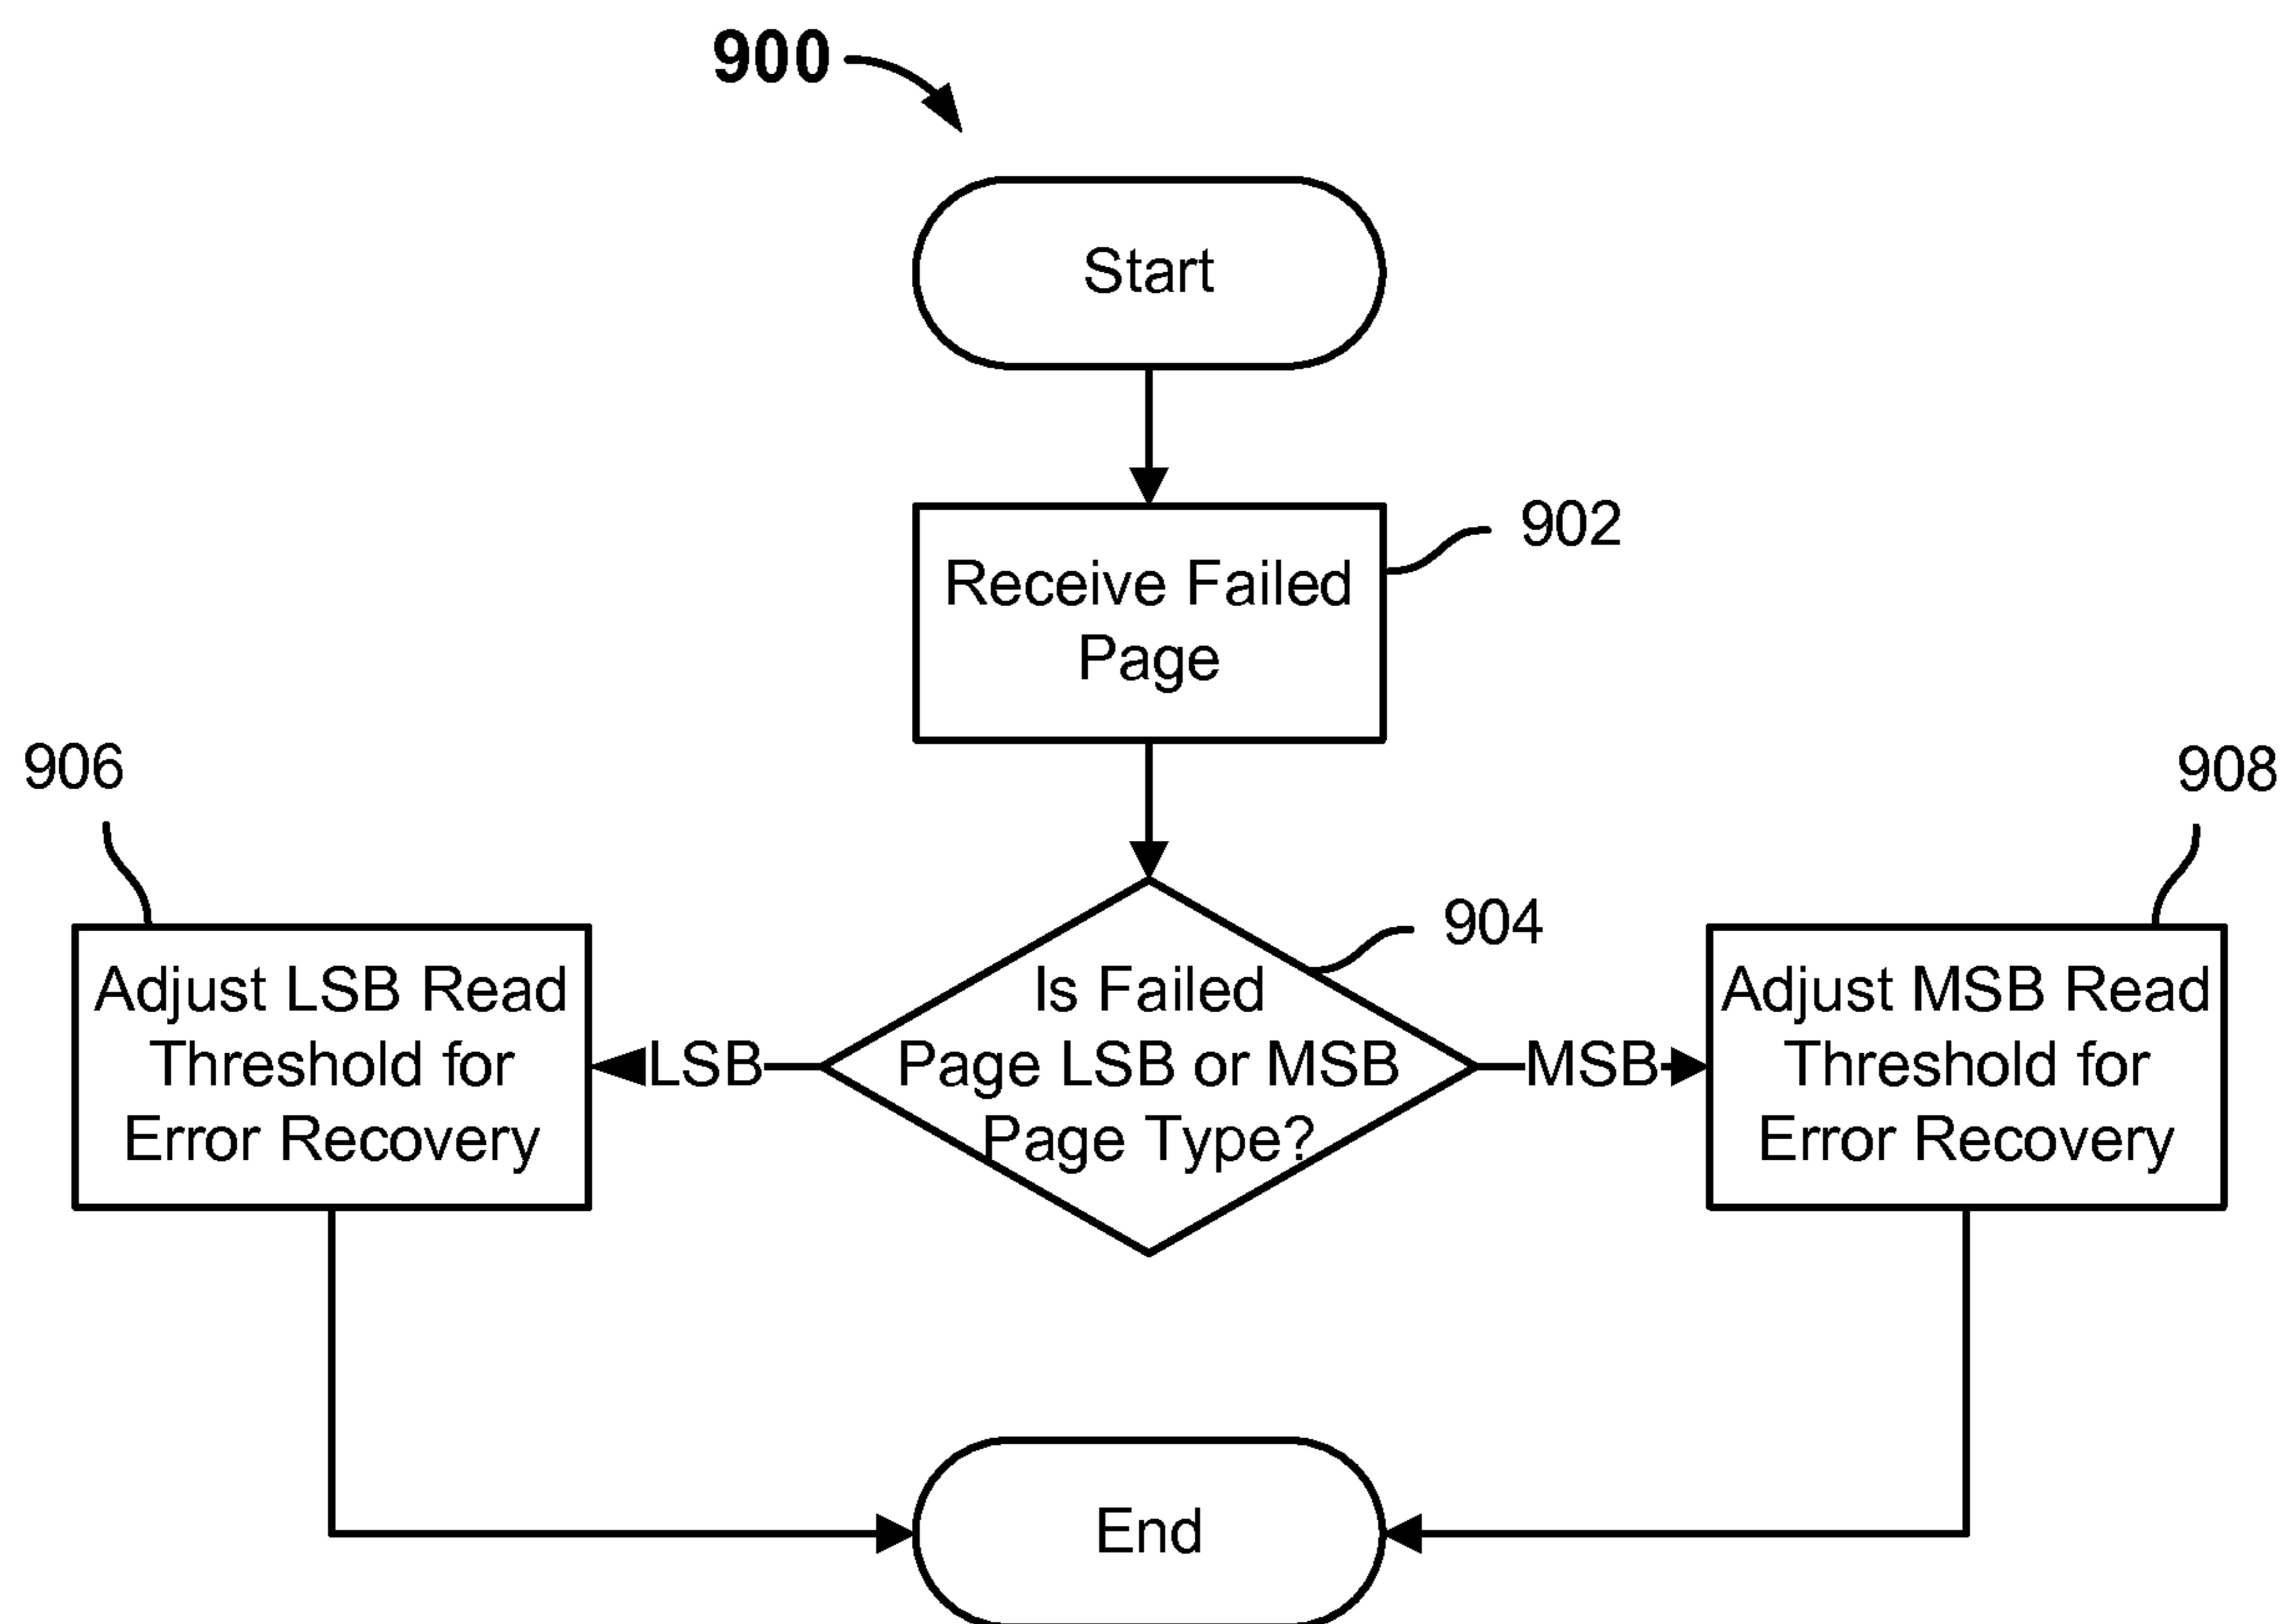 900
Start
902
Receive Failed
Page
906
908
904
Is Failed
Page LSB or MSB
Page Type?
LSB
MSB
Adjust LSB Read
Threshold for
Error Recovery
Adjust MSB Read
Threshold for
Error Recovery
End